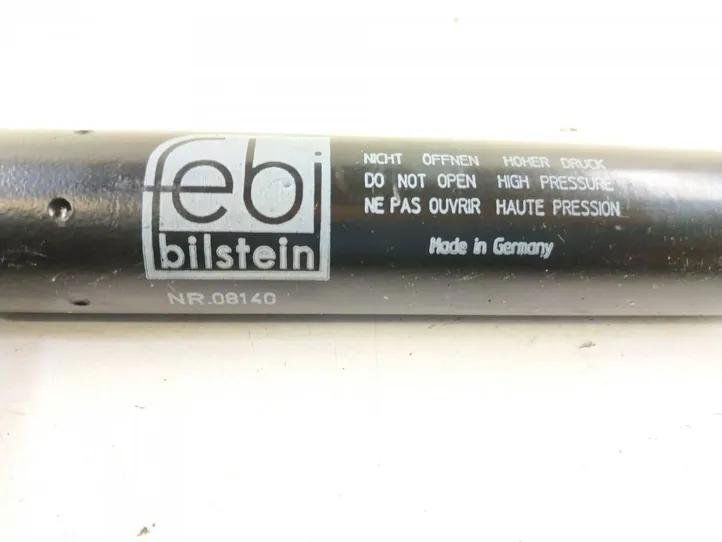 febi
bilstein
NR.08140
NICHT ÖFFNEN HOHER DRUCK
DO NOT OPEN HIGH PRESSURE
NE PAS OUVRIR HAUTE PRESSION
Made in Germany